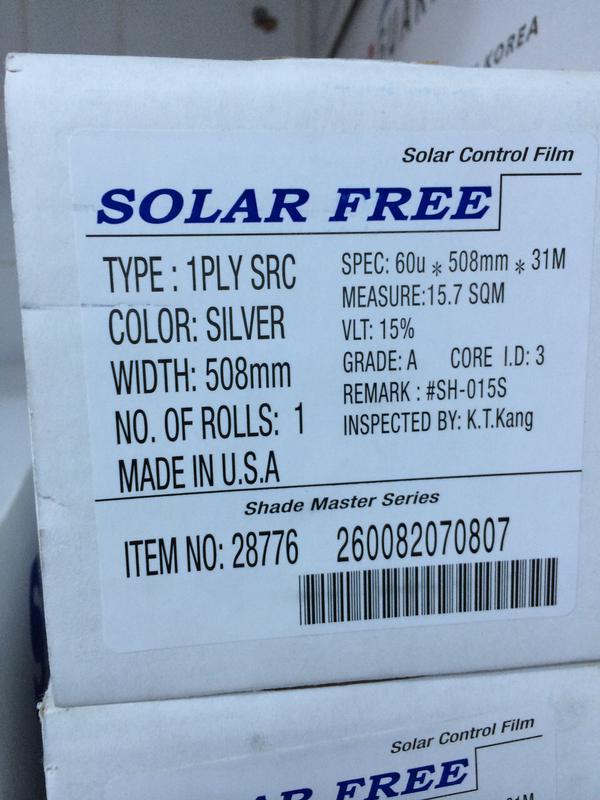 KOREA
Solar Control Film
SOLAR FREE
TYPE : 1PLY SRC
COLOR: SILVER
WIDTH: 508mm
NO. OF ROLLS: 1
MADE IN U.S.A
SPEC: 60u * 508mm * 31M
MEASURE:15.7 SQM
VLT: 15%
GRADE: A CORE I.D: 3
REMARK : #SH-015S
INSPECTED BY: K.T.Kang
Shade Master Series
ITEM NO: 28776 260082070807
Solar Control Film
FREE